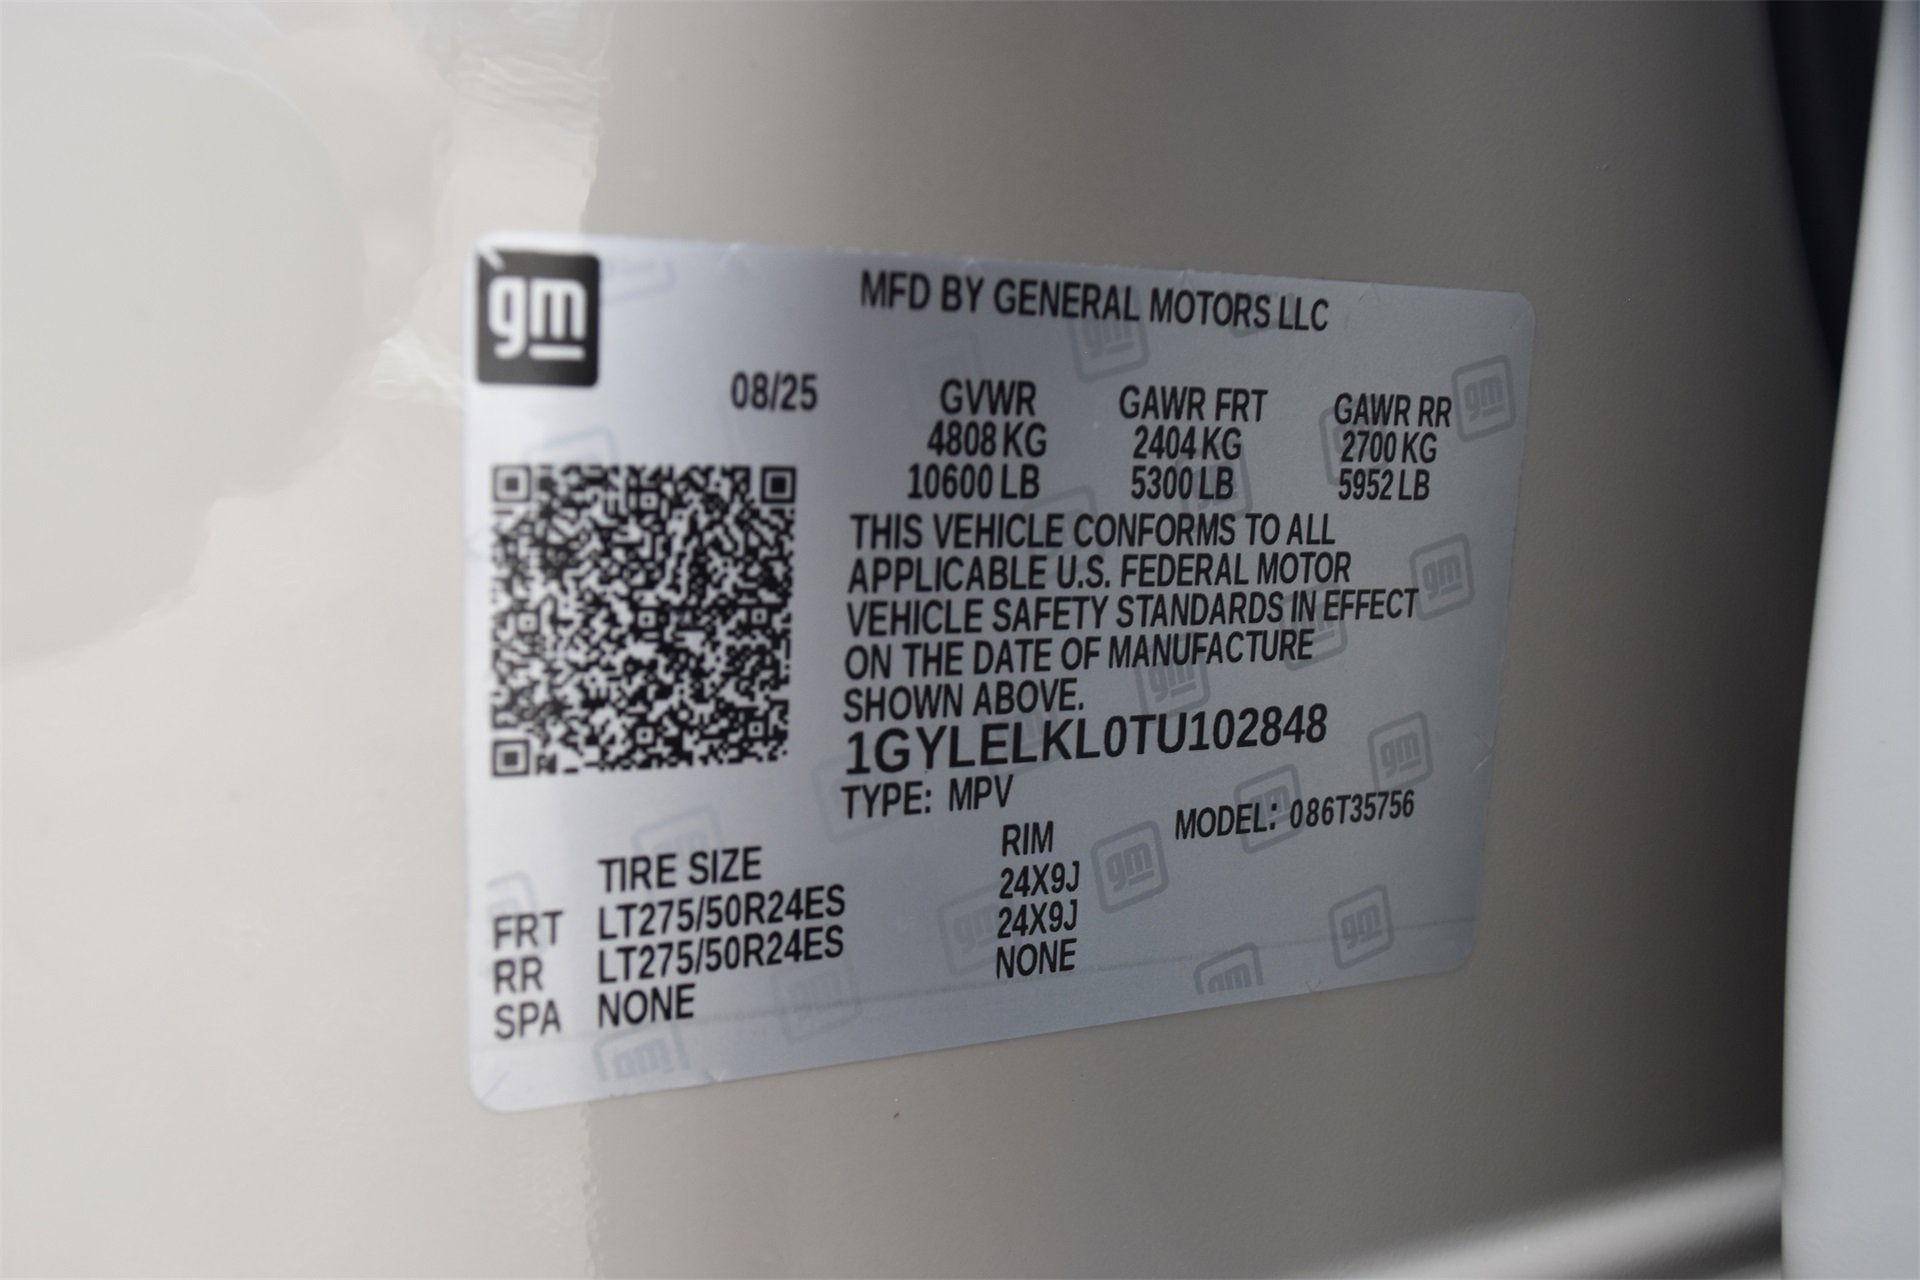 gm
MFD BY GENERAL MOTORS LLC
08/25 GVWR GAWR FRT GAWR RR
4808 KG 2404 KG 2700 KG
10600 LB 5300 LB 5952 LB
THIS VEHICLE CONFORMS TO ALL
APPLICABLE U.S. FEDERAL MOTOR
VEHICLE SAFETY STANDARDS IN EFFECT
ON THE DATE OF MANUFACTURE
SHOWN ABOVE.
1GYLELKL0TU102848
TYPE: MPV MODEL: 086T35756
TIRE SIZE RIM
FRT LT275/50R24ES 24X9J
RR LT275/50R24ES 24X9J
SPA NONE NONE